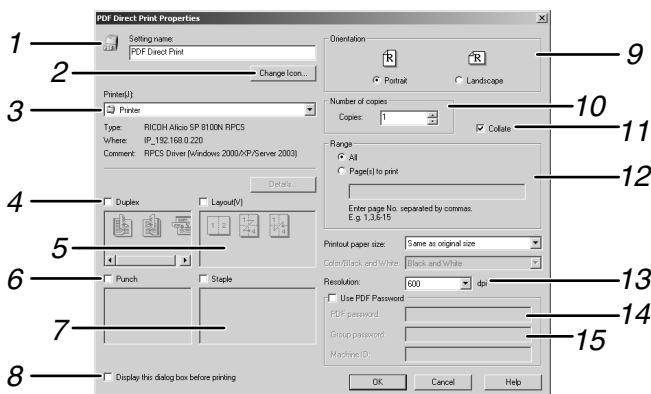 PDF Direct Print Properties
1
Setting name:
PDF Direct Print
2
Change Icon...
Printer(J):
3
Printer
Type: RICOH Aficio SP 8100N RPCS
Where: IP_192.168.0.220
Comment: RPCS Driver (Windows 2000/XP/Server 2003)
Details...
4
Duplex
Layout(V)
1 2
5
6
Punch
Staple
7
8
Display this dialog box before printing
Orientation
R
R
9
Portrait
Landscape
Number of copies
10
Copies: 1
Collate
11
Range
All
Page(s) to print
12
Enter page No. separated by commas.
E.g. 1,3,6-15
Printout paper size: Same as original size
Color/Black and White: Black and White
Resolution: 600 dpi
13
Use PDF Password
PDF password:
14
Group password:
15
Machine ID:
OK
Cancel
Help